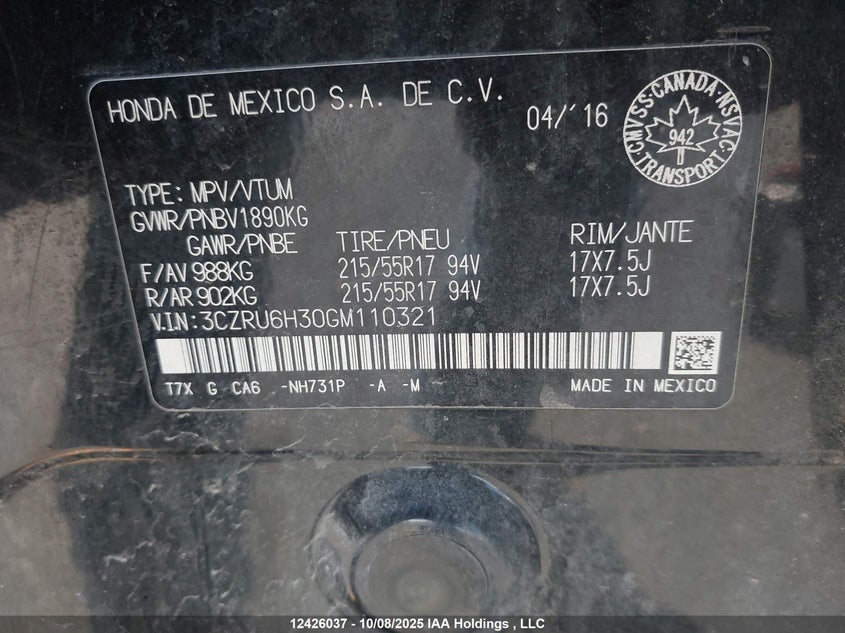 HONDA DE MEXICO S.A. DE C.V.
04/'16
CMVSS·CANADA·NSVAC
942
TRANSPORT
TYPE: MPV/VTUM
GVWR/PNBV1890KG
GAWR/PNBE TIRE/PNEU RIM/JANTE
F/AV 988KG 215/55R17 94V 17X7.5J
R/AR 902KG 215/55R17 94V 17X7.5J
V.I.N: 3CZRU6H30GM110321
T7X G CA6 -NH731P -A -M MADE IN MEXICO
12426037 - 10/08/2025 IAA Holdings , LLC